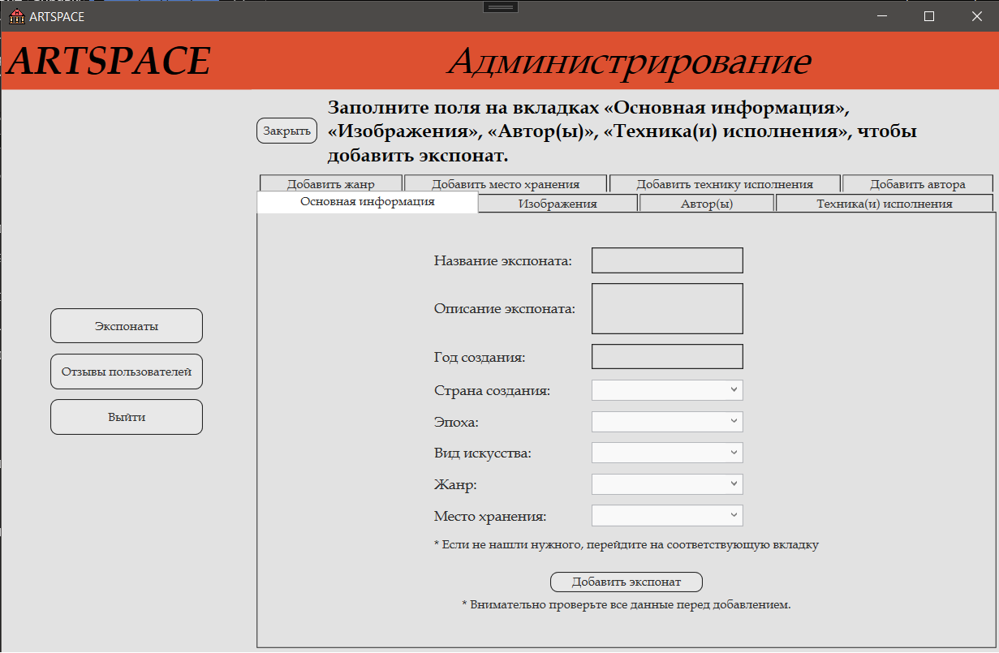 ARTSPACE
ARTSPACE
Администрирование
Заполните поля на вкладках «Основная информация»,
Закрыть
«Изображения», «Автор(ы)», «Техника(и) исполнения», чтобы
добавить экспонат.
Добавить жанр
Добавить место хранения
Добавить технику исполнения
Добавить автора
Основная информация
Изображения
Автор(ы)
Техника(и) исполнения
Название экспоната:
Описание экспоната:
Год создания:
Страна создания:
Эпоха:
Вид искусства:
Жанр:
Место хранения:
* Если не нашли нужного, перейдите на соответствующую вкладку
Добавить экспонат
* Внимательно проверьте все данные перед добавлением.
Экспонаты
Отзывы пользователей
Выйти